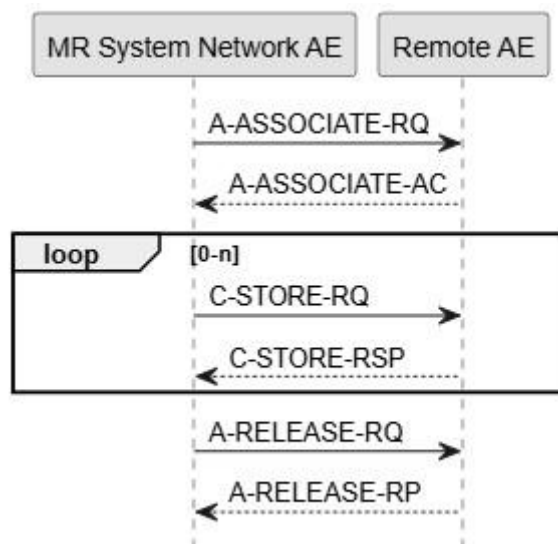 MR System Network AE
Remote AE
A-ASSOCIATE-RQ
A-ASSOCIATE-AC
loop
[0-n]
C-STORE-RQ
C-STORE-RSP
A-RELEASE-RQ
A-RELEASE-RP